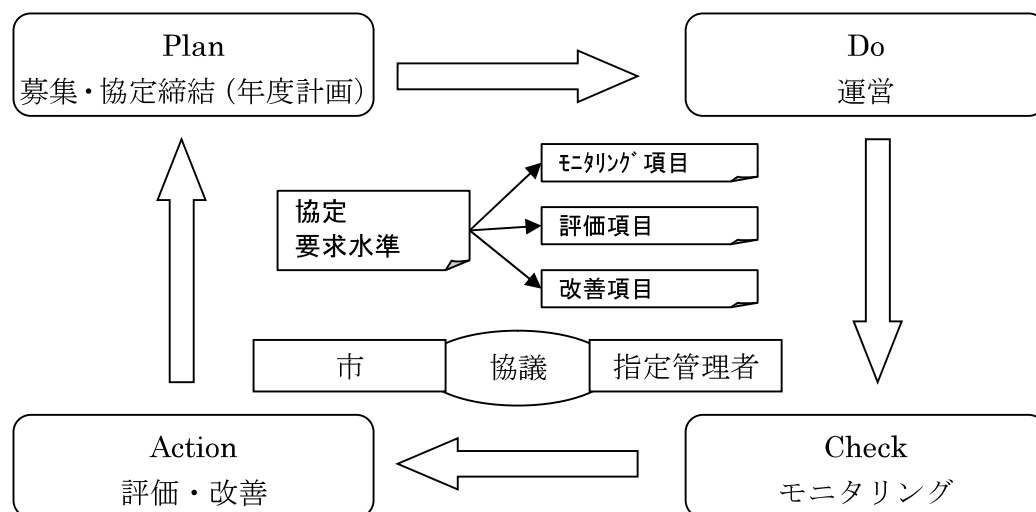 Plan
募集・協定締結（年度計画）
Do
運営
協定
要求水準
ﾓﾆﾀﾘﾝｸﾞ項目
評価項目
改善項目
市
協議
指定管理者
Action
評価・改善
Check
モニタリング